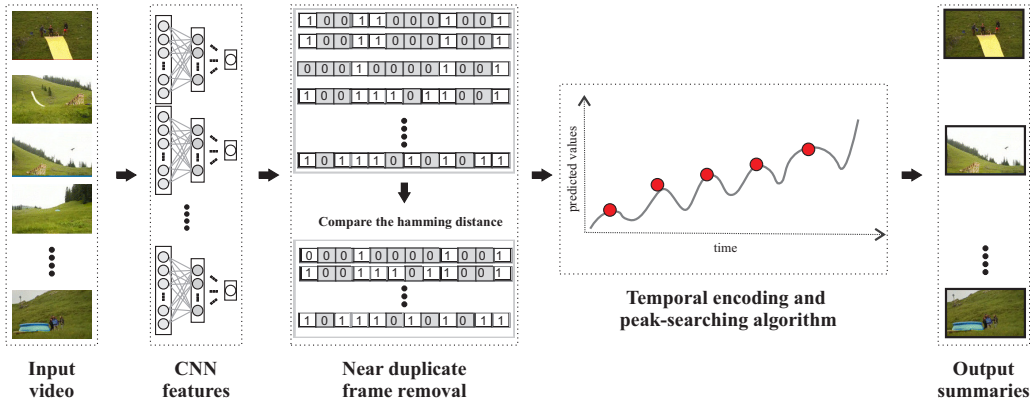 1 0 0 1 1 0 0 0 1 0 0 1
1 0 0 1 1 0 0 0 1 0 0 1
0 0 0 1 0 0 0 0 1 0 0 1
1 0 0 1 1 1 0 1 1 0 0 1
1 0 1 1 1 0 1 0 1 0 1 1
Compare the hamming distance
0 0 0 1 0 0 0 0 1 0 0 1
1 0 0 1 1 1 0 1 1 0 0 1
1 0 1 1 1 0 1 0 1 0 1 1
predicted values
time
Temporal encoding and
peak-searching algorithm
Input
video
CNN
features
Near duplicate
frame removal
Output
summaries